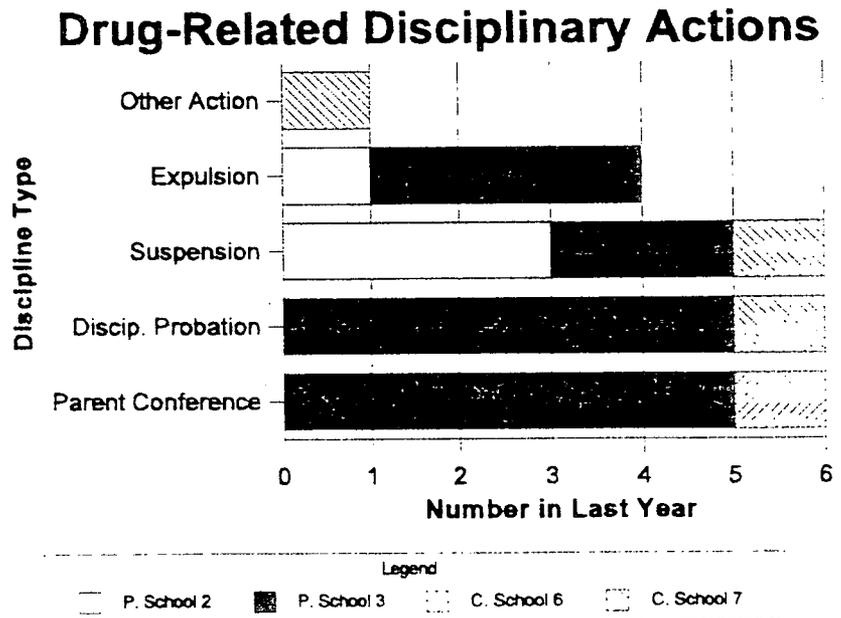 Drug-Related Disciplinary Actions
Discipline Type
Other Action
Expulsion
Suspension
Discip. Probation
Parent Conference
0 1 2 3 4 5 6
Number in Last Year
Legend
P. School 2 P. School 3 C. School 6 C. School 7